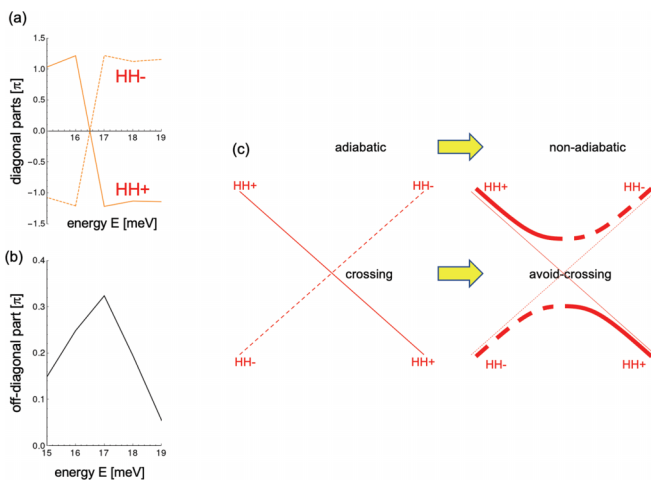 (a)
diagonal parts [π]
1.5
1.0
0.5
0.0
-0.5
-1.0
-1.5
16 17 18 19
HH-
HH+
energy E [meV]
(b)
off-diagonal part [π]
0.4
0.3
0.2
0.1
0.0
15 16 17 18 19
energy E [meV]
(c)
adiabatic
non-adiabatic
HH+
HH-
HH+
HH-
crossing
avoid-crossing
HH-
HH+
HH-
HH+